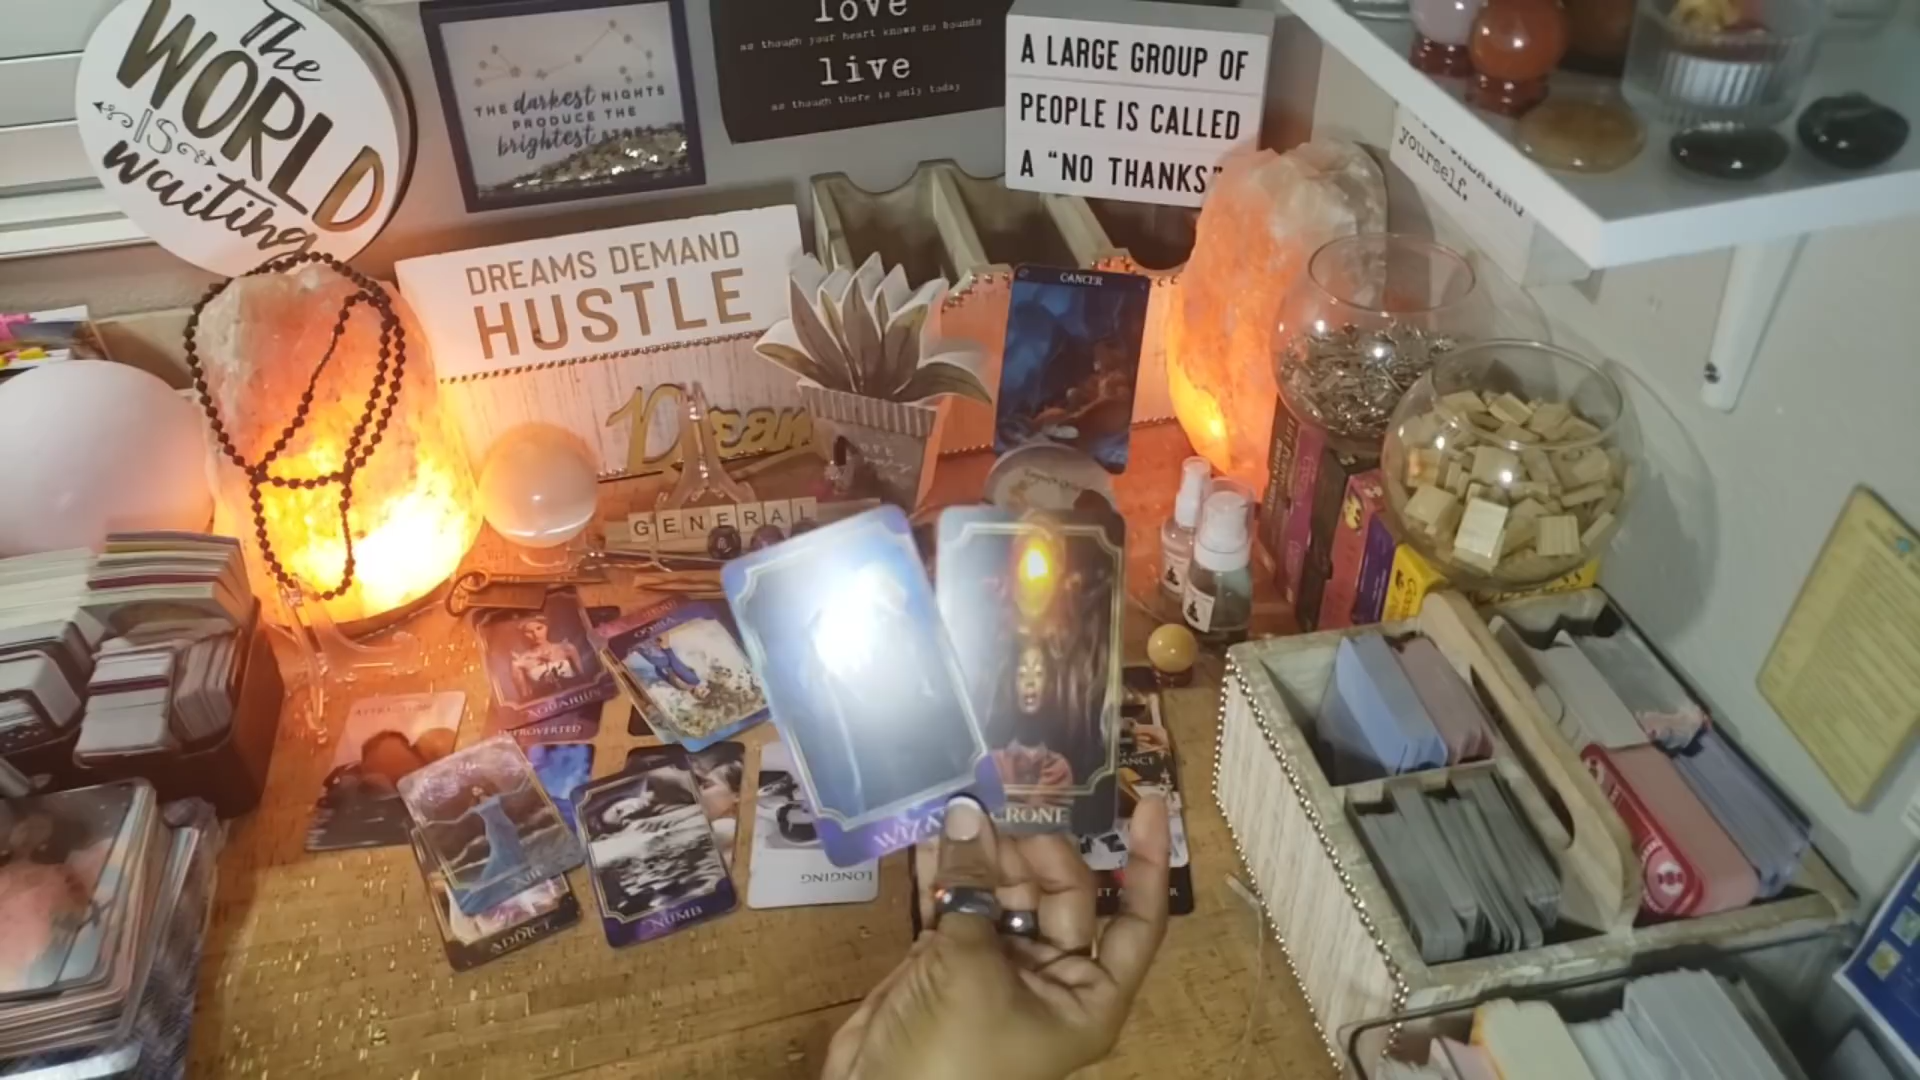 The
WORLD
IS
waiting
THE darkest NIGHTS
PRODUCE THE
brightest STARS
love
as though your heart knows no bounds
live
as though there is only today
A LARGE GROUP OF
PEOPLE IS CALLED
A "NO THANKS"
yourself.
DREAMS DEMAND
HUSTLE
Dream
CANCER
GENERAL
AQUARIUS
INTROVERTED
CRONE
LONGING
NUMB
ADDICT